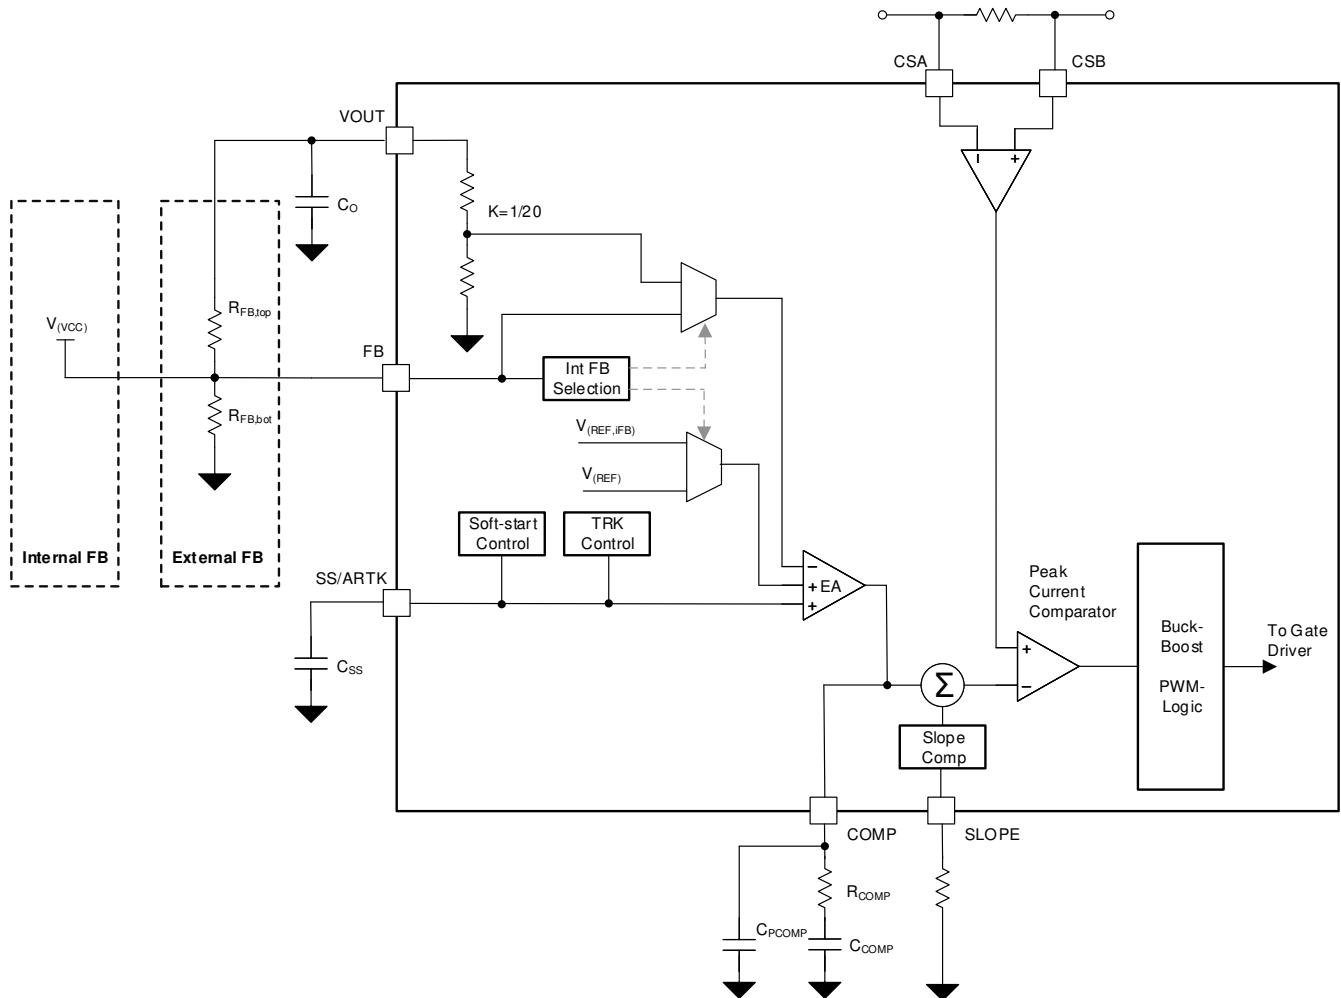 CSA
CSB
VOUT
K=1/20
CO
V(VCC)
RFB,top
FB
Int FB
Selection
RFB,bot
V(REF,iFB)
V(REF)
Internal FB
External FB
Soft-start
Control
TRK
Control
SS/ARTK
−
+
EA
+
CSS
− +
Peak
Current
Comparator
+
−
Σ
Slope
Comp
Buck-
Boost
PWM-
Logic
To Gate
Driver
COMP
SLOPE
RCOMP
CPCOMP
CCOMP